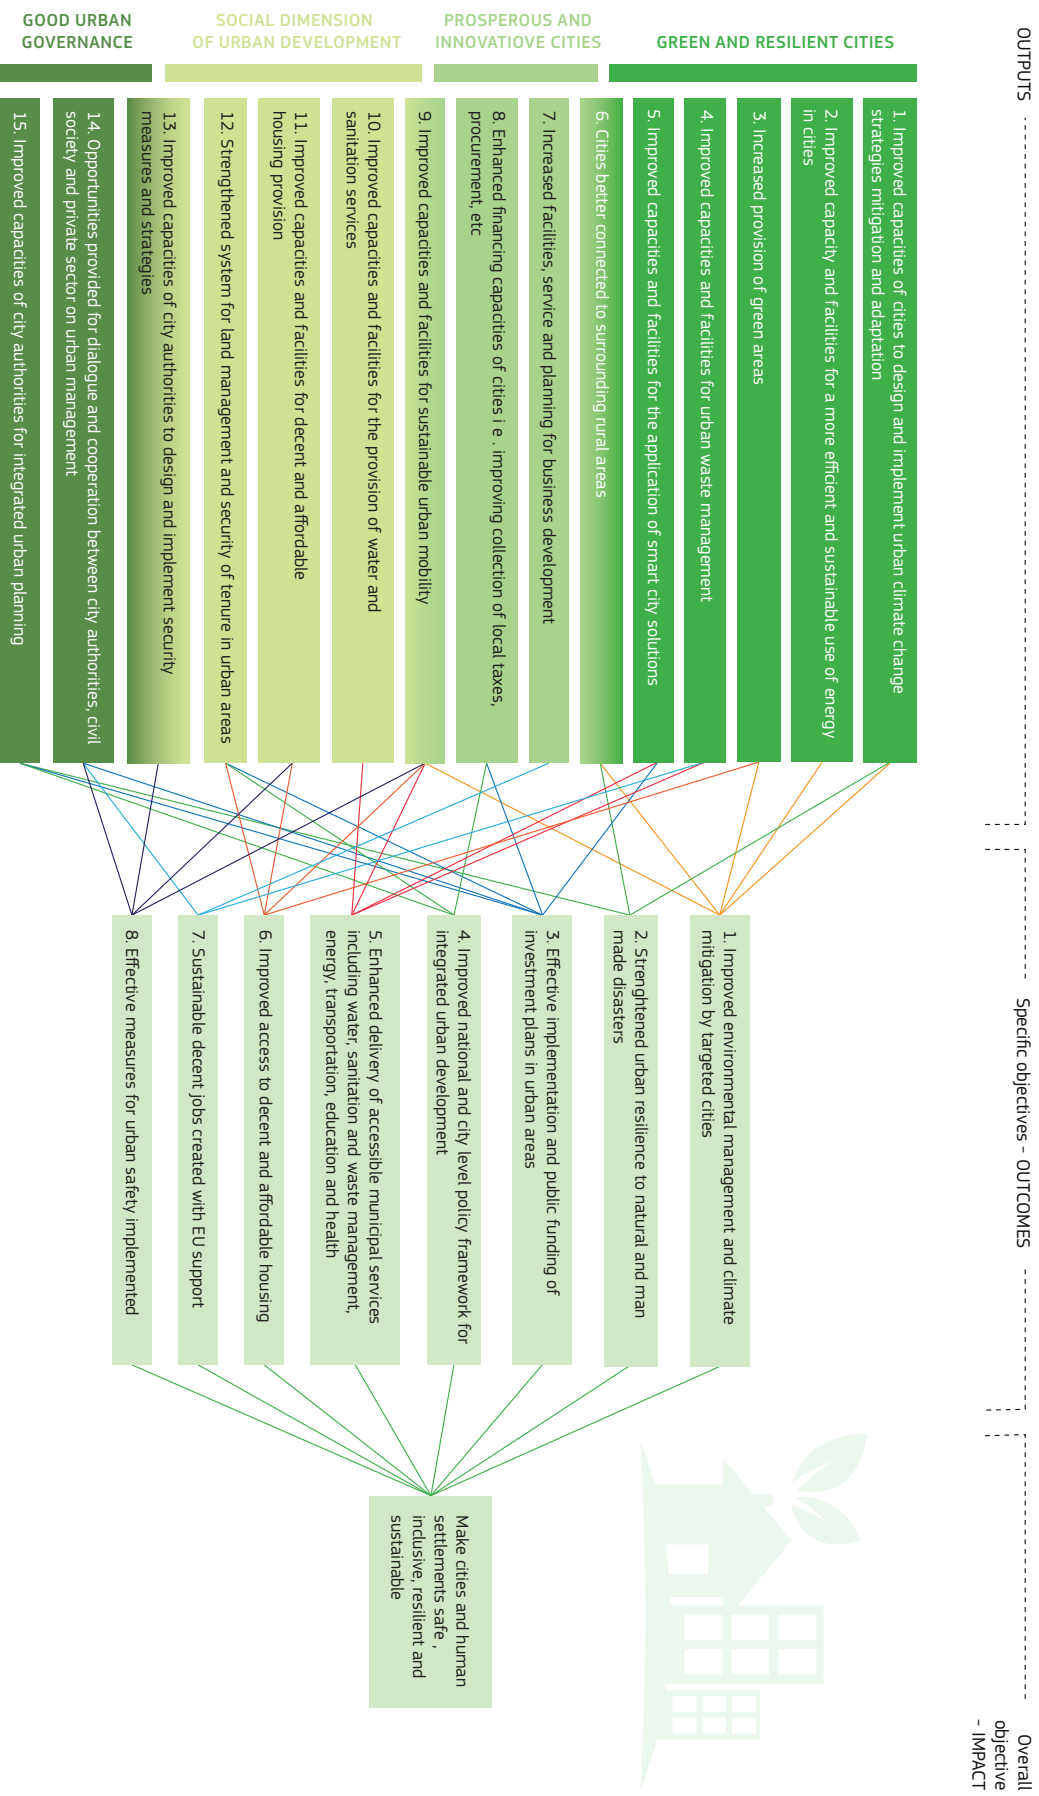 GOOD URBAN
GOVERNANCE
SOCIAL DIMENSION
OF URBAN DEVELOPMENT
PROSPEROUS AND
INNOVATIOVE CITIES
GREEN AND RESILIENT CITIES
OUTPUTS
1. Improved capacities of cities to design and implement urban climate change
strategies mitigation and adaptation
2. Improved capacity and facilities for a more efficient and sustainable use of energy
in cities
3. Increased provision of green areas
4. Improved capacities and facilities for urban waste management
5. Improved capacities and facilities for the application of smart city solutions
6. Cities better connected to surrounding rural areas
7. Increased facilities, service and planning for business development
8. Enhanced financing capacities of cities i e . improving collection of local taxes,
procurement, etc
9. Improved capacities and facilities for sustainable urban mobility
10. Improved capacities and facilities for the provision of water and
sanitation services
11. Improved capacities and facilities for decent and affordable
housing provision
12. Strengthened system for land management and security of tenure in urban areas
13. Improved capacities of city authorities to design and implement security
measures and strategies
14. Opportunities provided for dialogue and cooperation between city authorities, civil
society and private sector on urban management
15. Improved capacities of city authorities for integrated urban planning
Specific objectives – OUTCOMES
1. Improved environmental management and climate
mitigation by targeted cities
2. Strenghtened urban resilience to natural and man
made disasters
3. Effective implementation and public funding of
investment plans in urban areas
4. Improved national and city level policy framework for
integrated urban development
5. Enhanced delivery of accessible municipal services
including water, sanitation and waste management,
energy, transportation, education and health
6. Improved access to decent and affordable housing
7. Sustainable decent jobs created with EU support
8. Effective measures for urban safety implemented
Overall
objective
– IMPACT
Make cities and human
settlements safe ,
inclusive, resilient and
sustainable